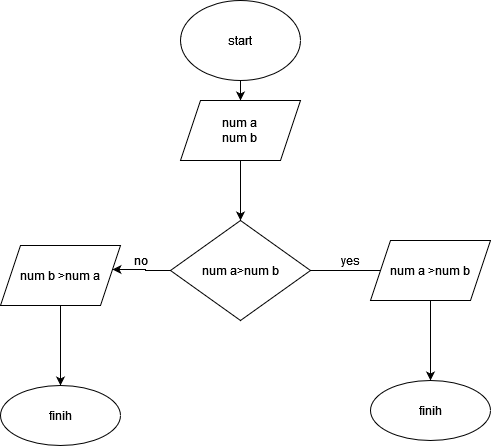 start
num a
num b
num a>num b
no
yes
num b >num a
num a >num b
finih
finih